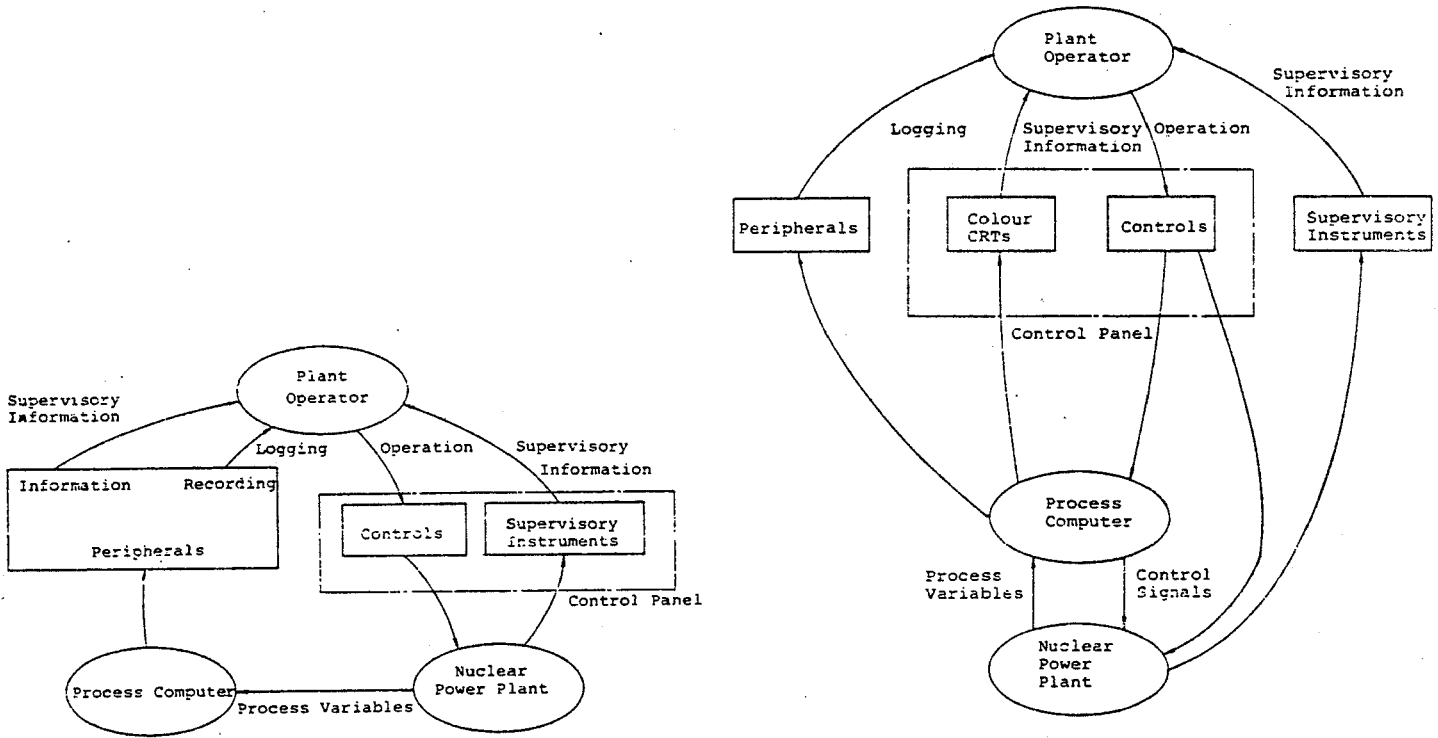 Plant
Operator
Supervisory
Information
Logging
Operation
Supervisory
Information
Information
Recording
Peripherals
Controls
Supervisory
Instruments
Control Panel
Process Computer
Nuclear
Power Plant
Process Variables
Plant
Operator
Supervisory
Information
Logging
Supervisory
Information
Operation
Peripherals
Colour
CRTs
Controls
Supervisory
Instruments
Control Panel
Process
Computer
Process
Variables
Control
Signals
Nuclear
Power
Plant